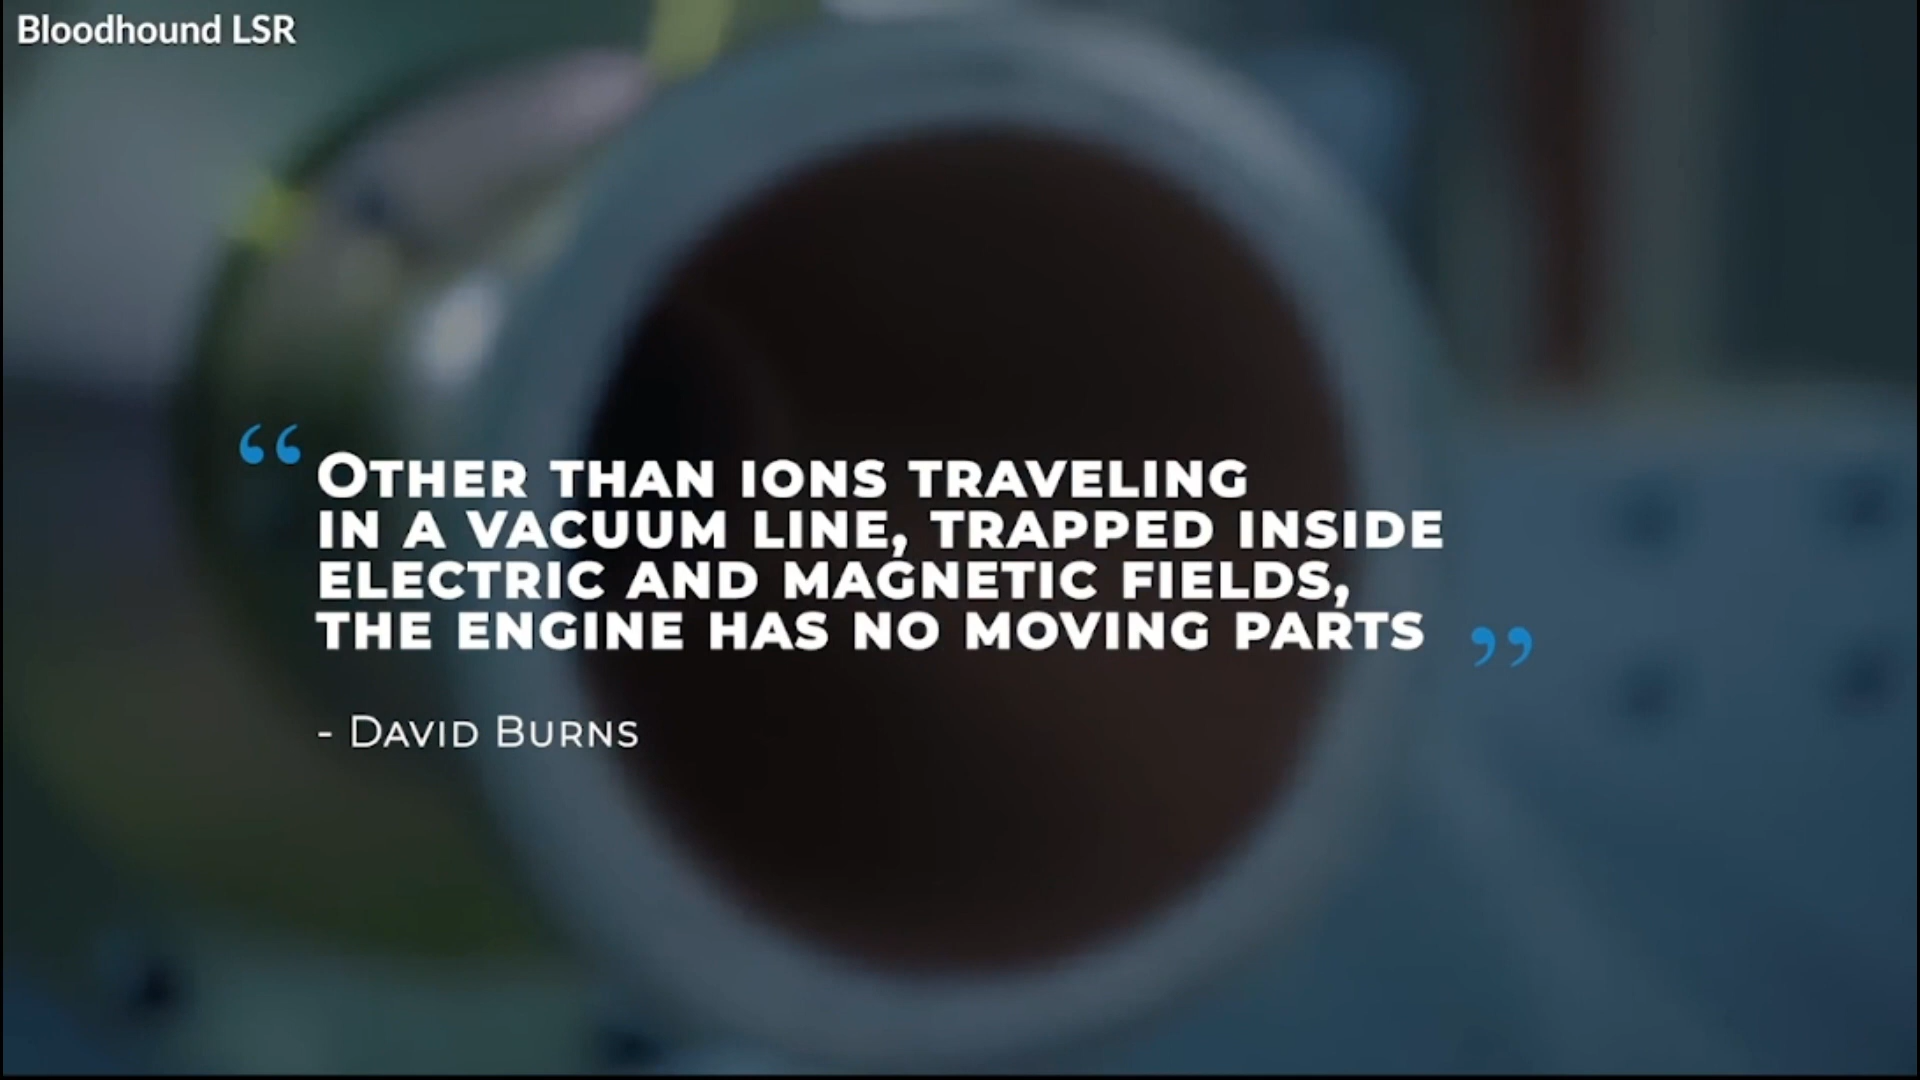 Bloodhound LSR
“Other than ions traveling
in a vacuum line, trapped inside
electric and magnetic fields,
the engine has no moving parts”
- David Burns